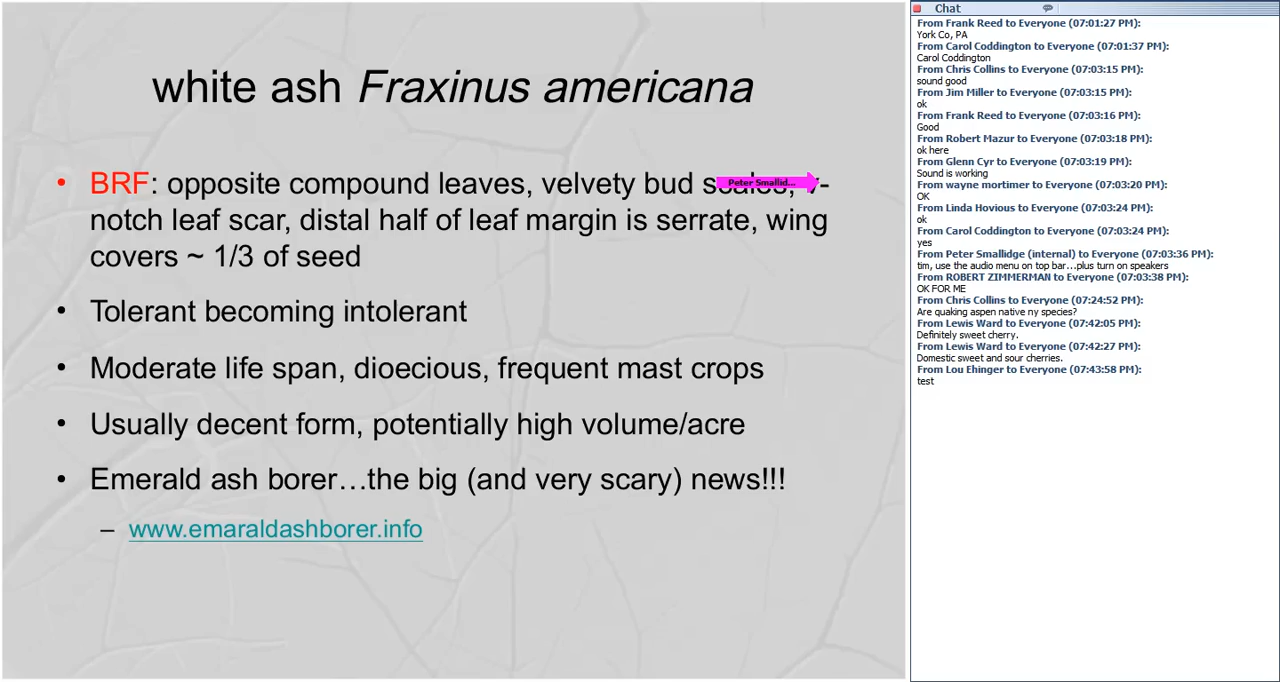 white ash Fraxinus americana
• BRF: opposite compound leaves, velvety bud scales, v-
notch leaf scar, distal half of leaf margin is serrate, wing
covers ~ 1/3 of seed
• Tolerant becoming intolerant
• Moderate life span, dioecious, frequent mast crops
• Usually decent form, potentially high volume/acre
• Emerald ash borer…the big (and very scary) news!!!
– www.emaraldashborer.info
Peter Smallid...
Chat
From Frank Reed to Everyone (07:01:27 PM):
York Co, PA
From Carol Coddington to Everyone (07:01:37 PM):
Carol Coddington
From Chris Collins to Everyone (07:03:15 PM):
sound good
From Jim Miller to Everyone (07:03:15 PM):
ok
From Frank Reed to Everyone (07:03:16 PM):
Good
From Robert Mazur to Everyone (07:03:18 PM):
ok here
From Glenn Cyr to Everyone (07:03:19 PM):
Sound is working
From wayne mortimer to Everyone (07:03:20 PM):
OK
From Linda Hovious to Everyone (07:03:24 PM):
ok
From Carol Coddington to Everyone (07:03:24 PM):
yes
From Peter Smallidge (internal) to Everyone (07:03:36 PM):
tim, use the audio menu on top bar...plus turn on speakers
From ROBERT ZIMMERMAN to Everyone (07:03:38 PM):
OK FOR ME
From Chris Collins to Everyone (07:24:52 PM):
Are quaking aspen native ny species?
From Lewis Ward to Everyone (07:42:05 PM):
Definitely sweet cherry.
From Lewis Ward to Everyone (07:42:27 PM):
Domestic sweet and sour cherries.
From Lou Ehinger to Everyone (07:43:58 PM):
test